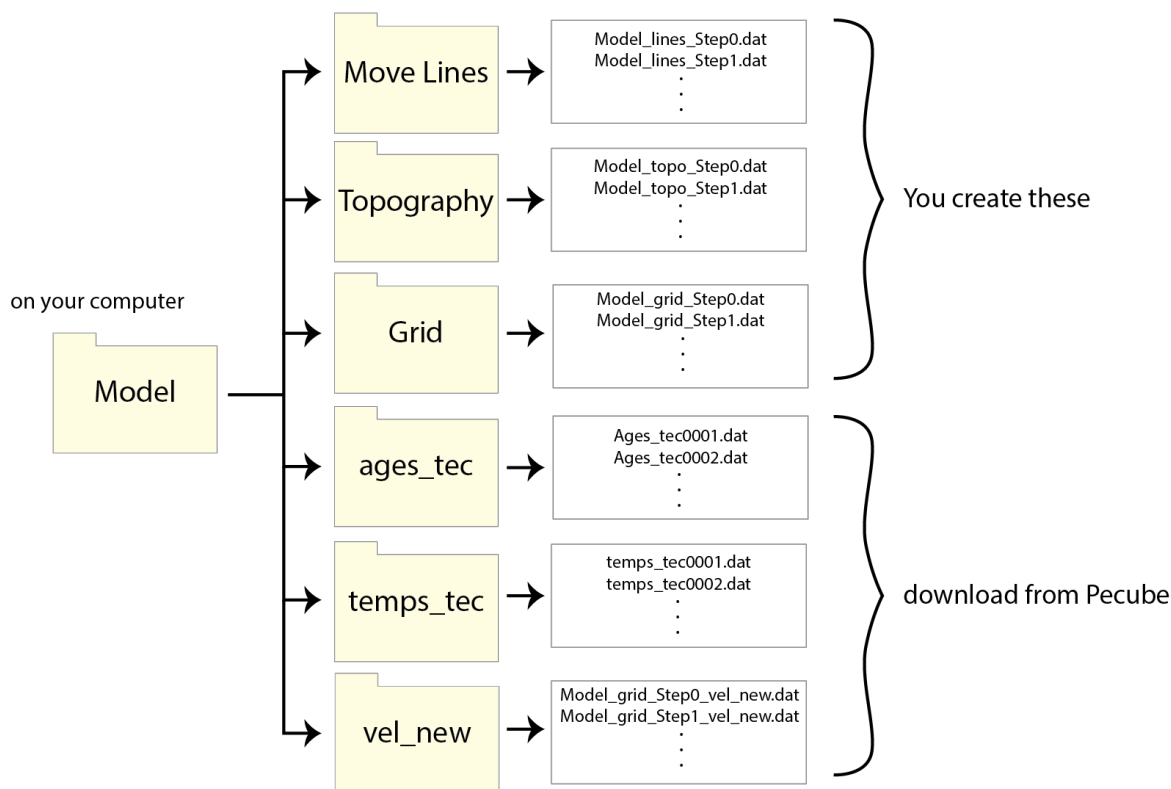 on your computer
Model
Move Lines
Model_lines_Step0.dat
Model_lines_Step1.dat
.
.
.
Topography
Model_topo_Step0.dat
Model_topo_Step1.dat
.
.
.
Grid
Model_grid_Step0.dat
Model_grid_Step1.dat
.
.
.
You create these
ages_tec
Ages_tec0001.dat
Ages_tec0002.dat
.
.
.
temps_tec
temps_tec0001.dat
temps_tec0002.dat
.
.
.
vel_new
Model_grid_Step0_vel_new.dat
Model_grid_Step1_vel_new.dat
.
.
.
download from Pecube